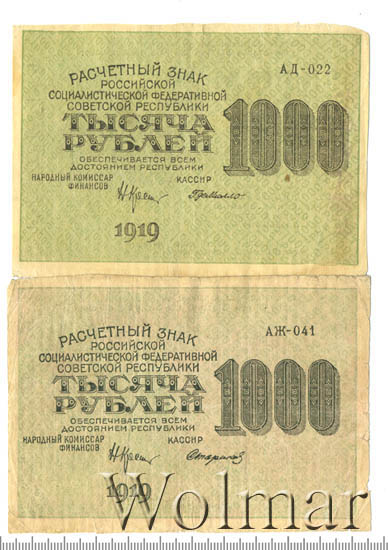 РАСЧЕТНЫЙ ЗНАК
РОССИЙСКОЙ
СОЦИАЛИСТИЧЕСКОЙ ФЕДЕРАТИВНОЙ
СОВЕТСКОЙ РЕСПУБЛИКИ
ТЫСЯЧА
РУБЛЕЙ
ОБЕСПЕЧИВАЕТСЯ ВСЕМ
ДОСТОЯНИЕМ РЕСПУБЛИКИ
НАРОДНЫЙ КОМИССАР
ФИНАНСОВ
КАССИР
1919
АД-022
1000
РАСЧЕТНЫЙ ЗНАК
РОССИЙСКОЙ
СОЦИАЛИСТИЧЕСКОЙ ФЕДЕРАТИВНОЙ
СОВЕТСКОЙ РЕСПУБЛИКИ
ТЫСЯЧА
РУБЛЕЙ
ОБЕСПЕЧИВАЕТСЯ ВСЕМ
ДОСТОЯНИЕМ РЕСПУБЛИКИ
НАРОДНЫЙ КОМИССАР
ФИНАНСОВ
КАССИР
1919
АЖ-041
1000
Wolmar